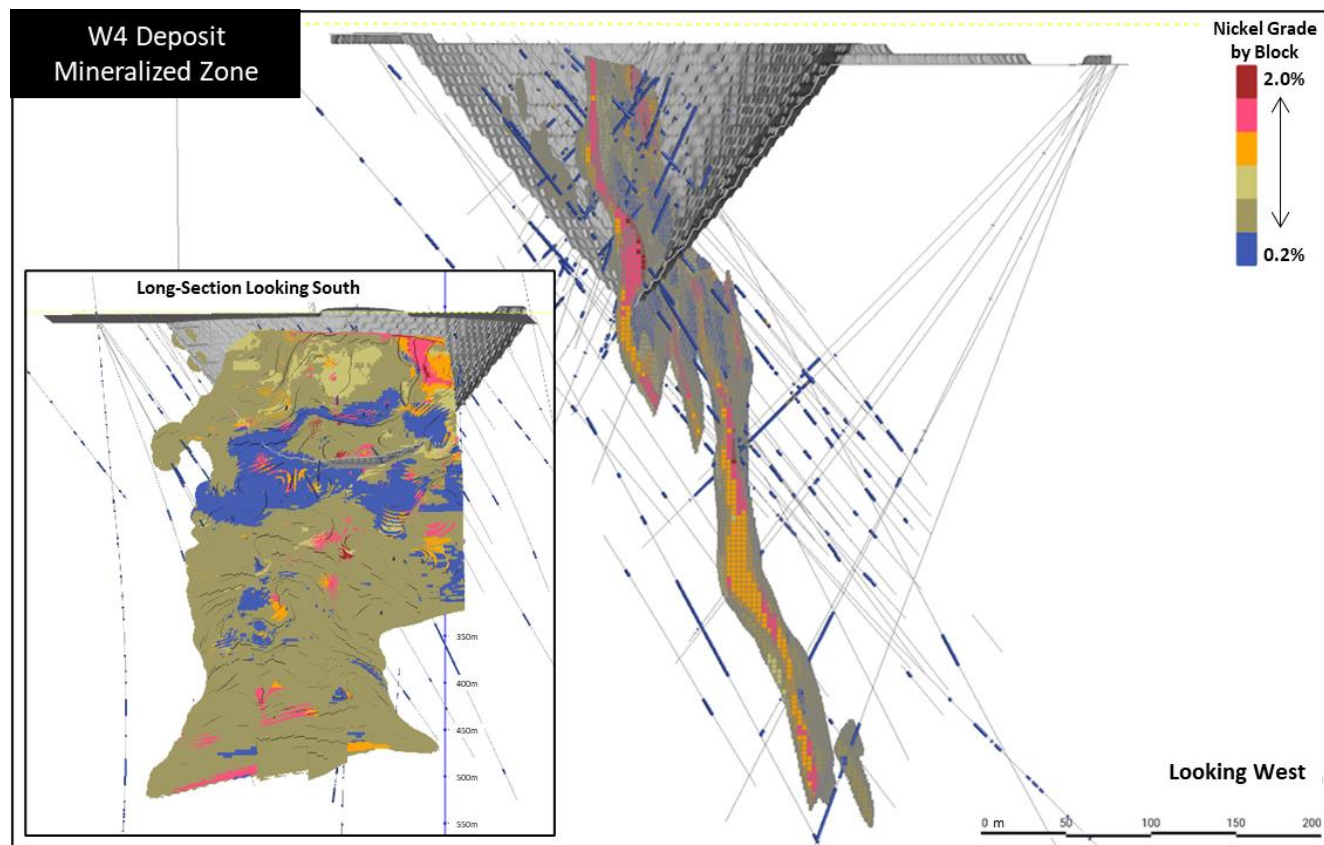 W4 Deposit
Mineralized Zone
Nickel Grade
by Block
2.0%
0.2%
Long-Section Looking South
350m
400m
450m
500m
550m
Looking West
0 m 50 100 150 200